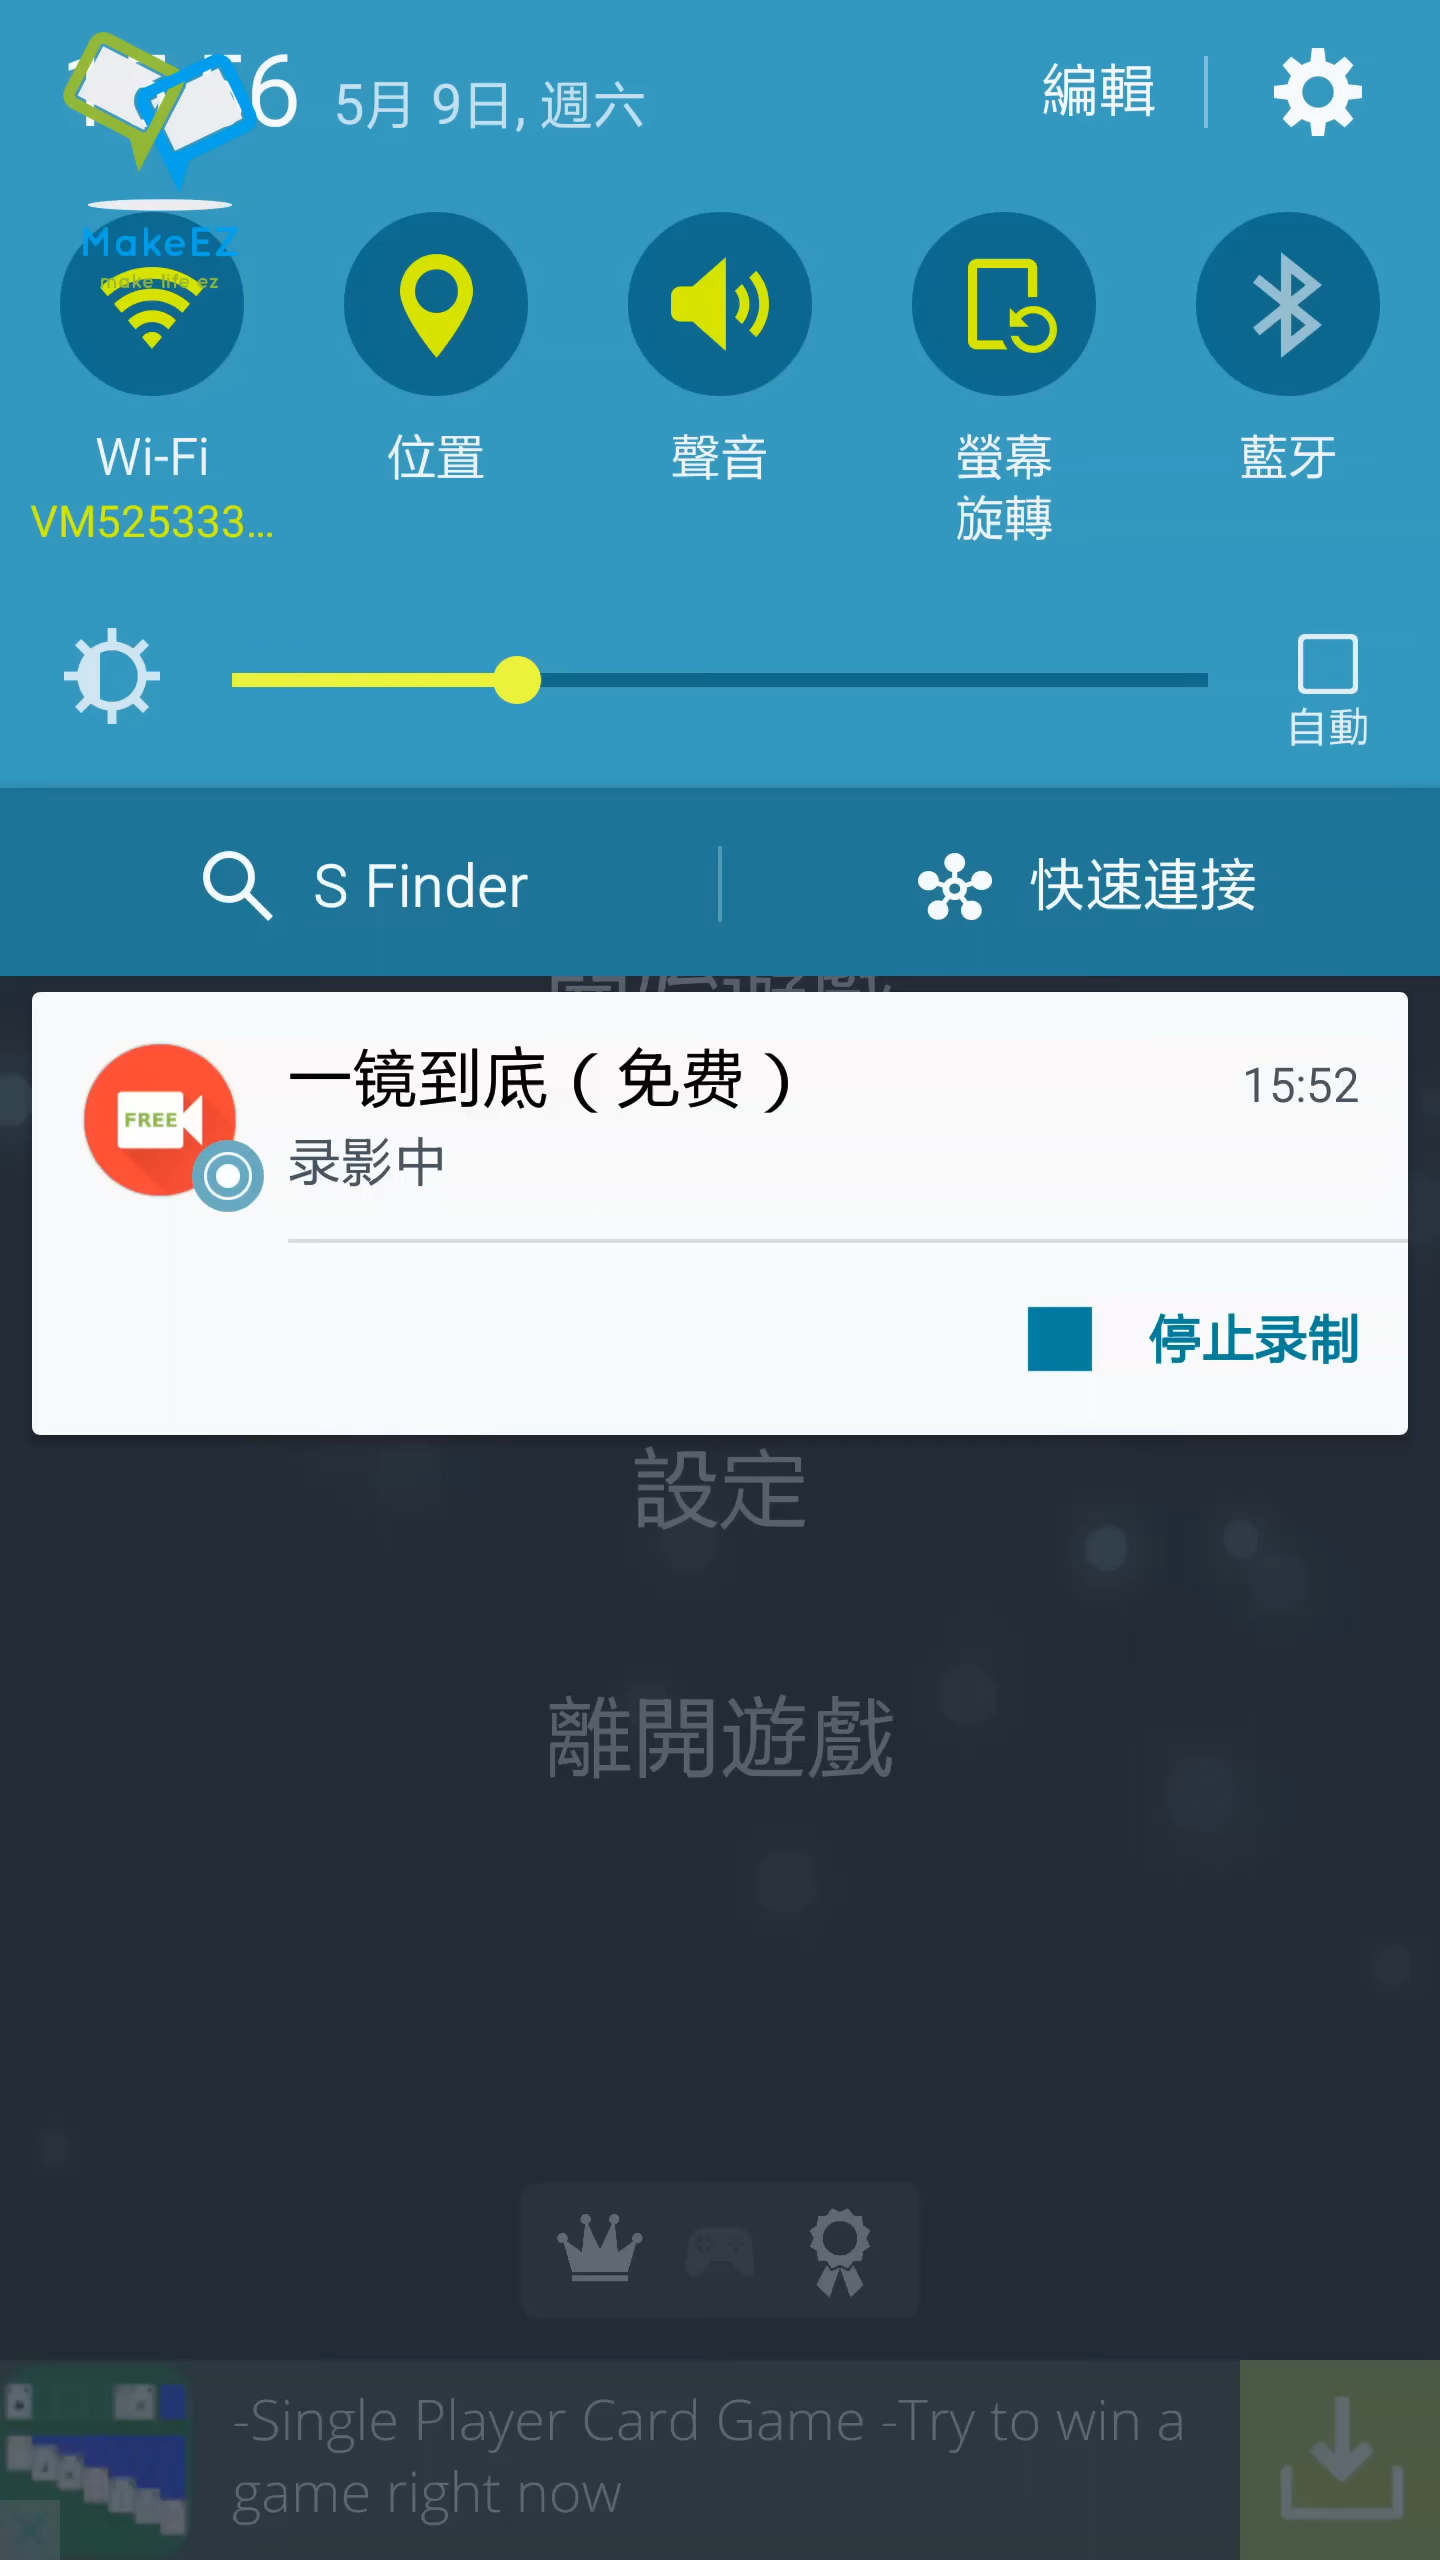 5月 9日, 週六
編輯
MakeEZ
make life ez
Wi-Fi
位置
聲音
螢幕
旋轉
藍牙
VM525333...
自動
S Finder
快速連接
一镜到底（免费）
15:52
FREE
录影中
停止录制
設定
離開遊戲
-Single Player Card Game -Try to win a
game right now